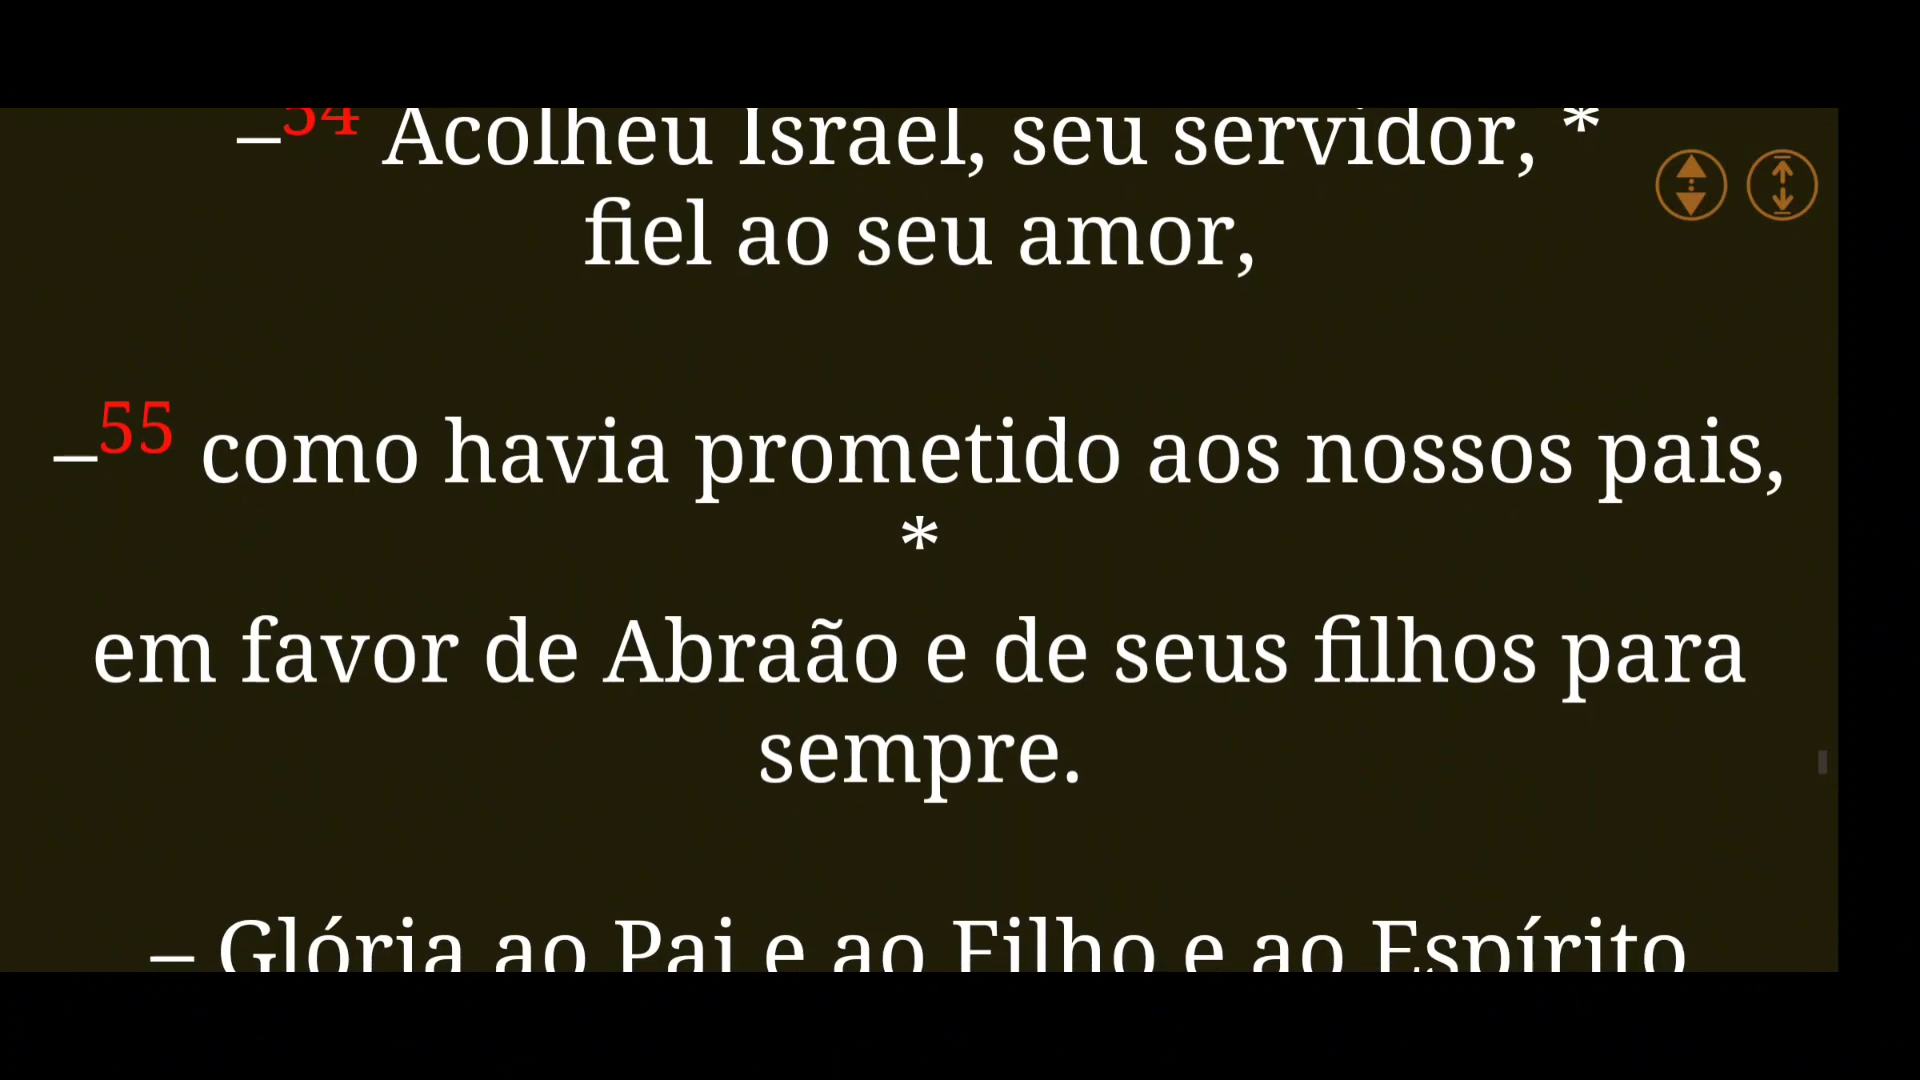 –54 Acolheu Israel, seu servidor, *
fiel ao seu amor,
–55 como havia prometido aos nossos pais,
*
em favor de Abraão e de seus filhos para
sempre.
– Glória ao Pai e ao Filho e ao Espírito